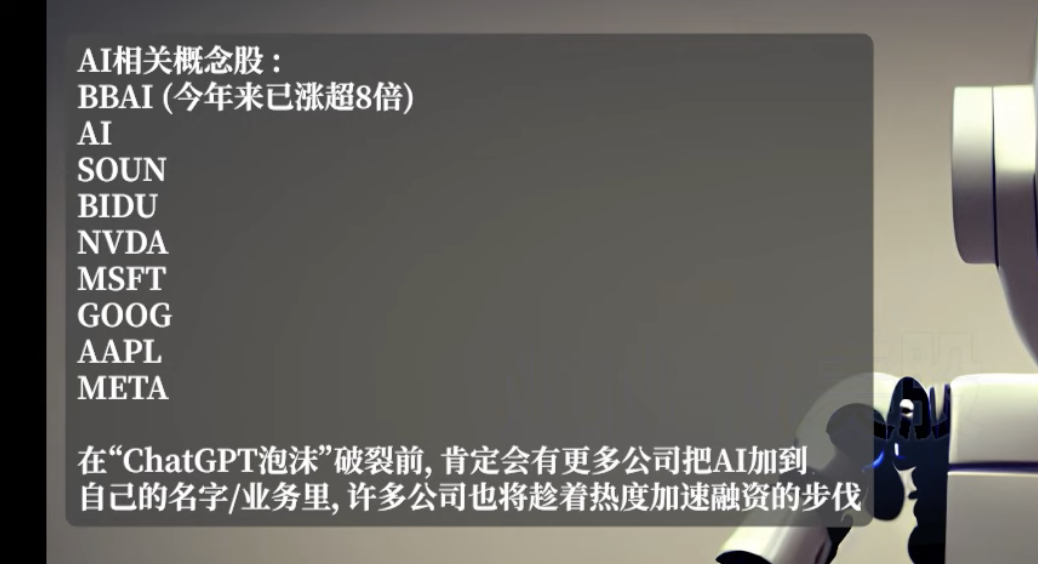 AI相关概念股：
BBAI (今年来已涨超8倍)
AI
SOUN
BIDU
NVDA
MSFT
GOOG
AAPL
META
在“ChatGPT泡沫”破裂前, 肯定会有更多公司把AI加到
自己的名字/业务里, 许多公司也将趁着热度加速融资的步伐